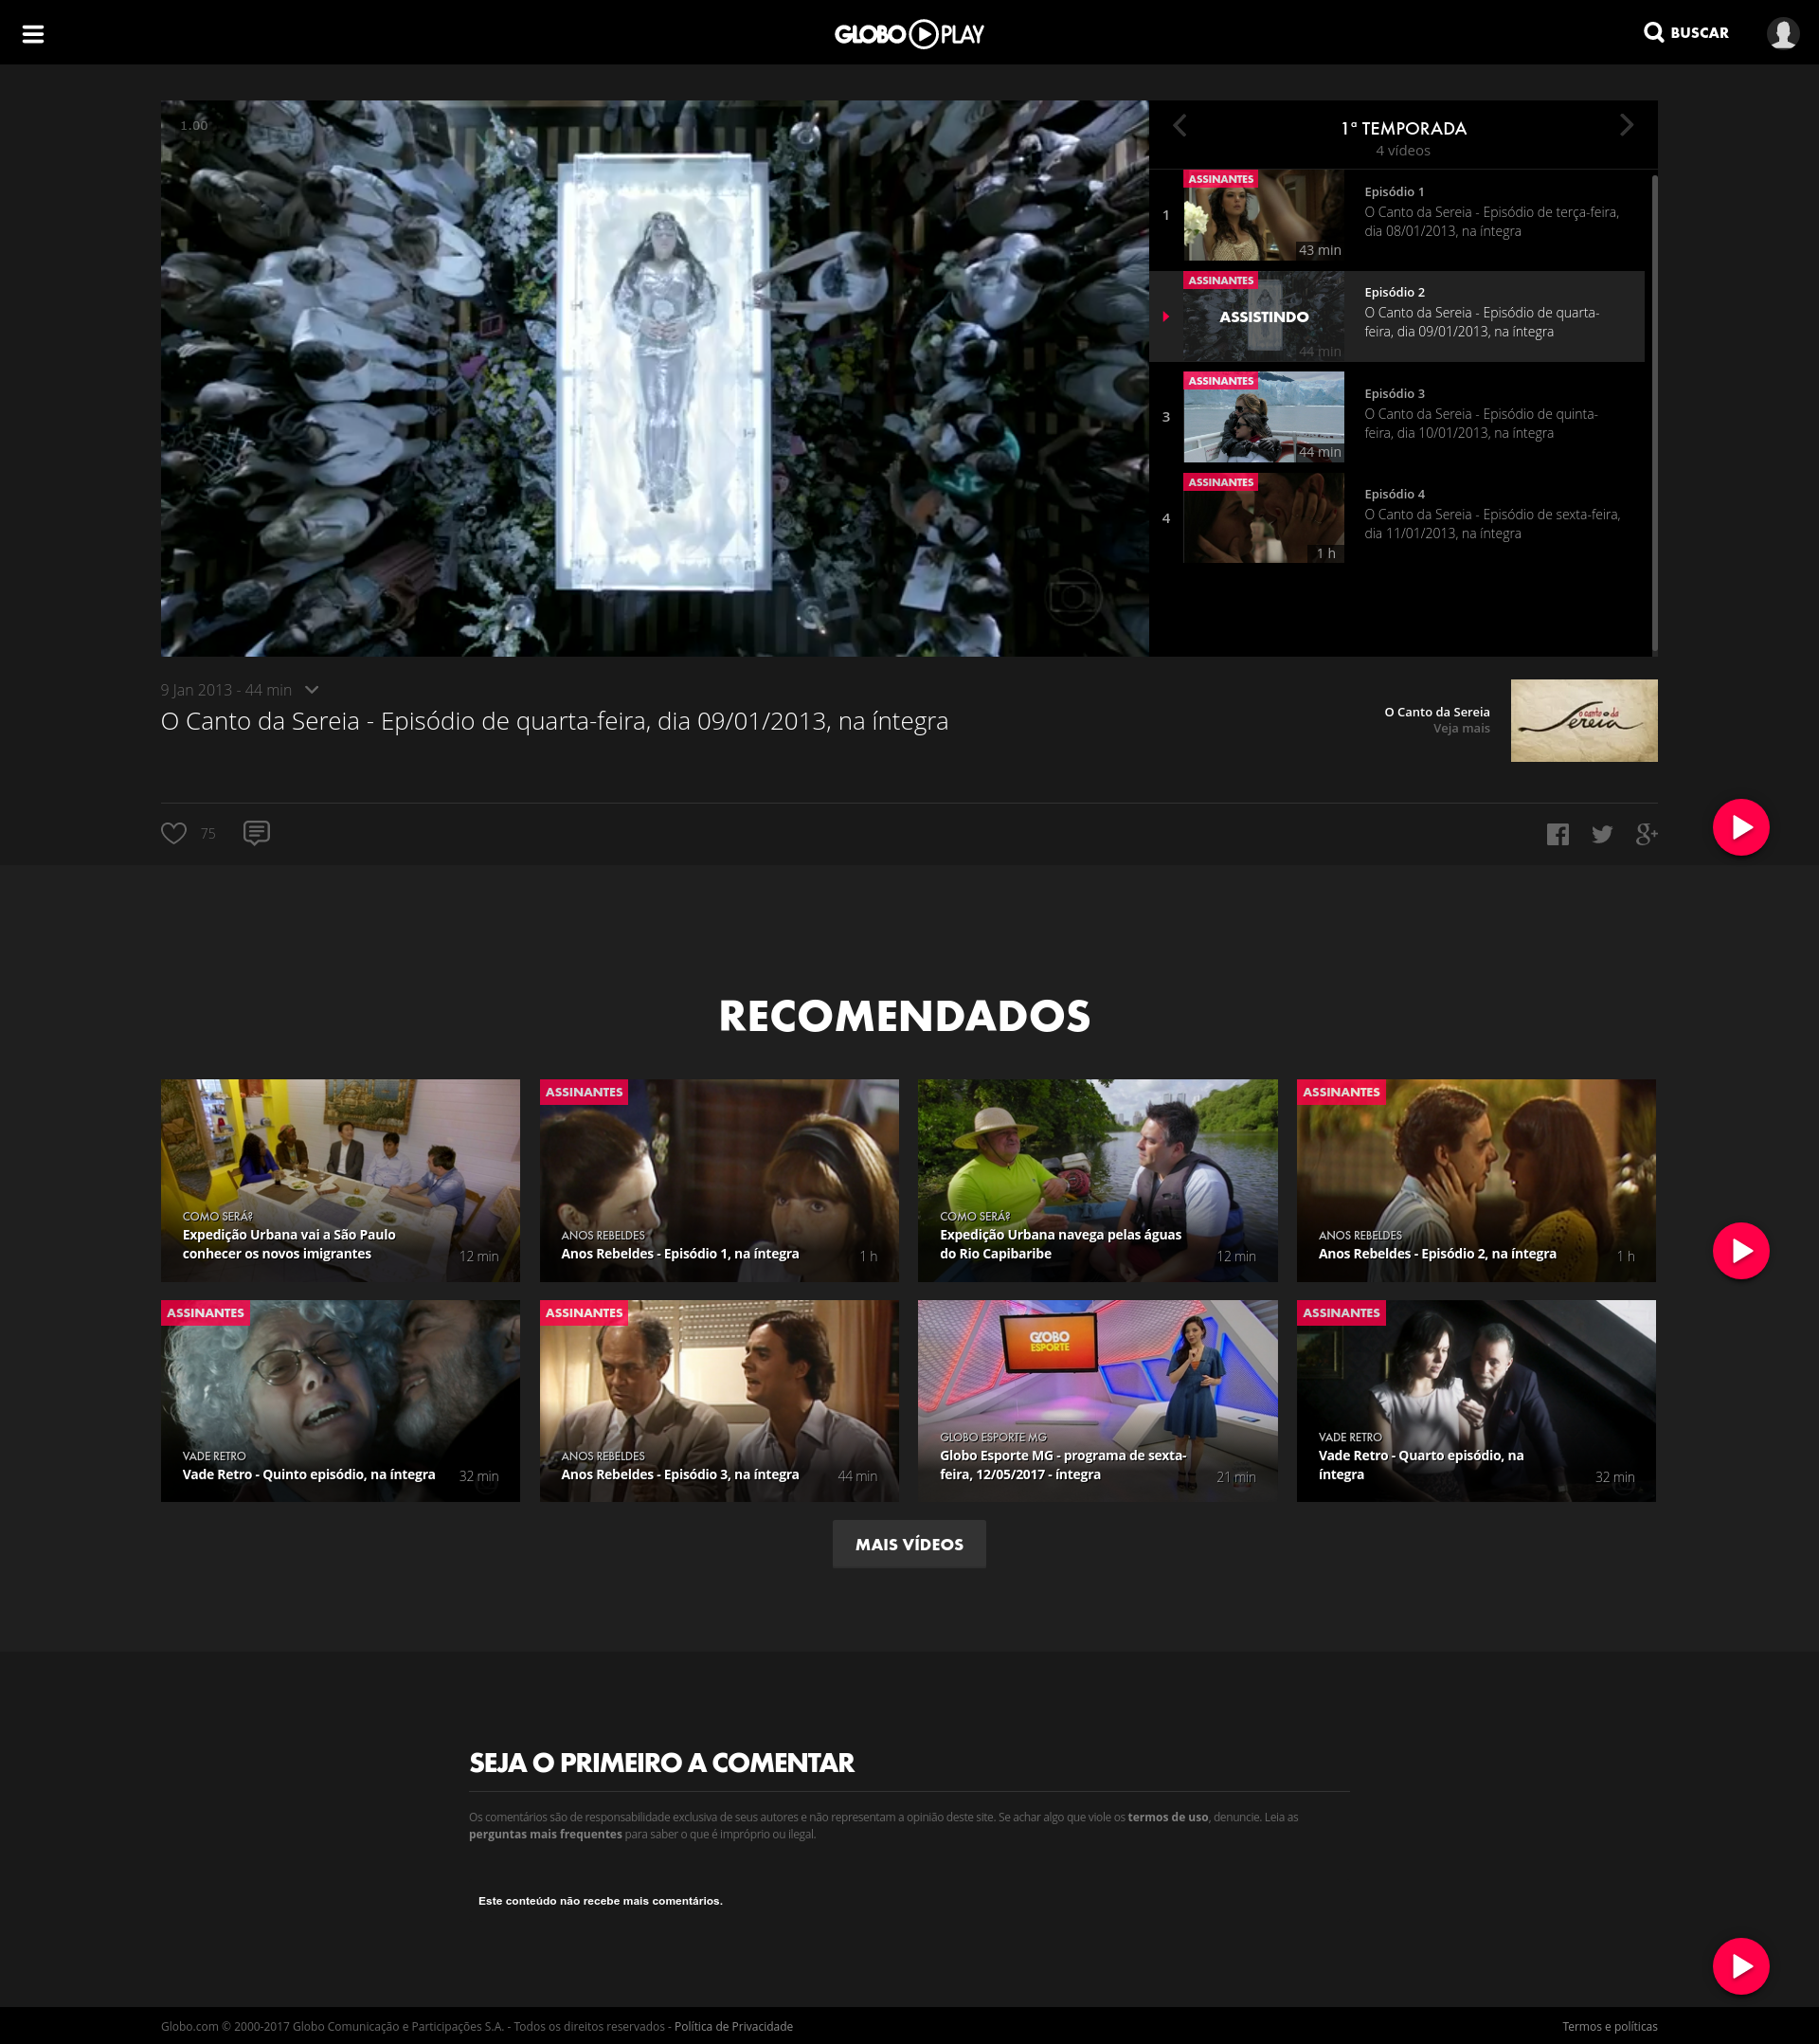 GLOBO PLAY
BUSCAR
1.00
1ª TEMPORADA
4 vídeos
1
ASSINANTES
43 min
Episódio 1
O Canto da Sereia - Episódio de terça-feira,
dia 08/01/2013, na íntegra
ASSINANTES
ASSISTINDO
44 min
Episódio 2
O Canto da Sereia - Episódio de quarta-
feira, dia 09/01/2013, na íntegra
3
ASSINANTES
44 min
Episódio 3
O Canto da Sereia - Episódio de quinta-
feira, dia 10/01/2013, na íntegra
4
ASSINANTES
1 h
Episódio 4
O Canto da Sereia - Episódio de sexta-feira,
dia 11/01/2013, na íntegra
9 Jan 2013 - 44 min
O Canto da Sereia - Episódio de quarta-feira, dia 09/01/2013, na íntegra
O Canto da Sereia
Veja mais
o canto da
Sereia
75
RECOMENDADOS
COMO SERÁ?
Expedição Urbana vai a São Paulo
conhecer os novos imigrantes
12 min
ASSINANTES
ANOS REBELDES
Anos Rebeldes - Episódio 1, na íntegra
1 h
COMO SERÁ?
Expedição Urbana navega pelas águas
do Rio Capibaribe
12 min
ASSINANTES
ANOS REBELDES
Anos Rebeldes - Episódio 2, na íntegra
1 h
ASSINANTES
VADE RETRO
Vade Retro - Quinto episódio, na íntegra
32 min
ASSINANTES
ANOS REBELDES
Anos Rebeldes - Episódio 3, na íntegra
44 min
GLOBO
ESPORTE
GLOBO ESPORTE MG
Globo Esporte MG - programa de sexta-
feira, 12/05/2017 - íntegra
21 min
ASSINANTES
VADE RETRO
Vade Retro - Quarto episódio, na
íntegra
32 min
MAIS VÍDEOS
SEJA O PRIMEIRO A COMENTAR
Os comentários são de responsabilidade exclusiva de seus autores e não representam a opinião deste site. Se achar algo que viole os termos de uso, denuncie. Leia as
perguntas mais frequentes para saber o que é impróprio ou ilegal.
Este conteúdo não recebe mais comentários.
Globo.com © 2000-2017 Globo Comunicação e Participações S.A. - Todos os direitos reservados - Política de Privacidade
Termos e políticas